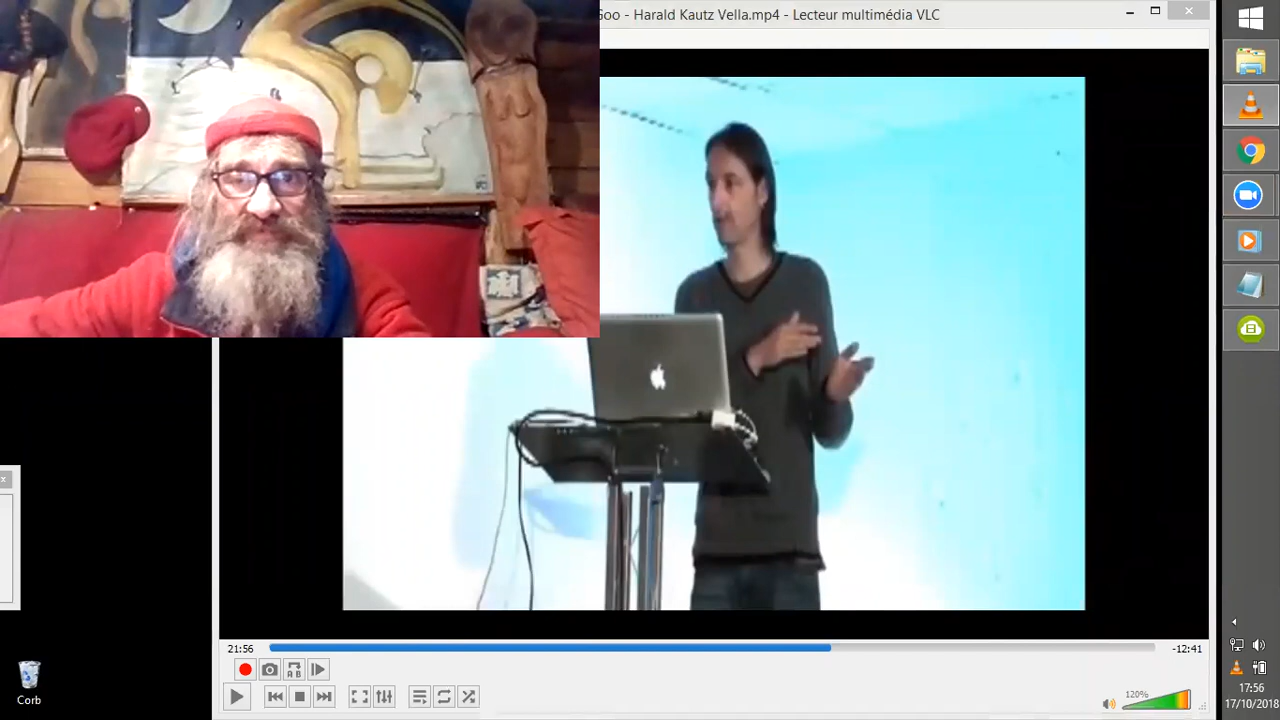 Goo - Harald Kautz Vella.mp4 - Lecteur multimédia VLC
21:56
-12:41
A B
120%
Corb
17:56
17/10/2018